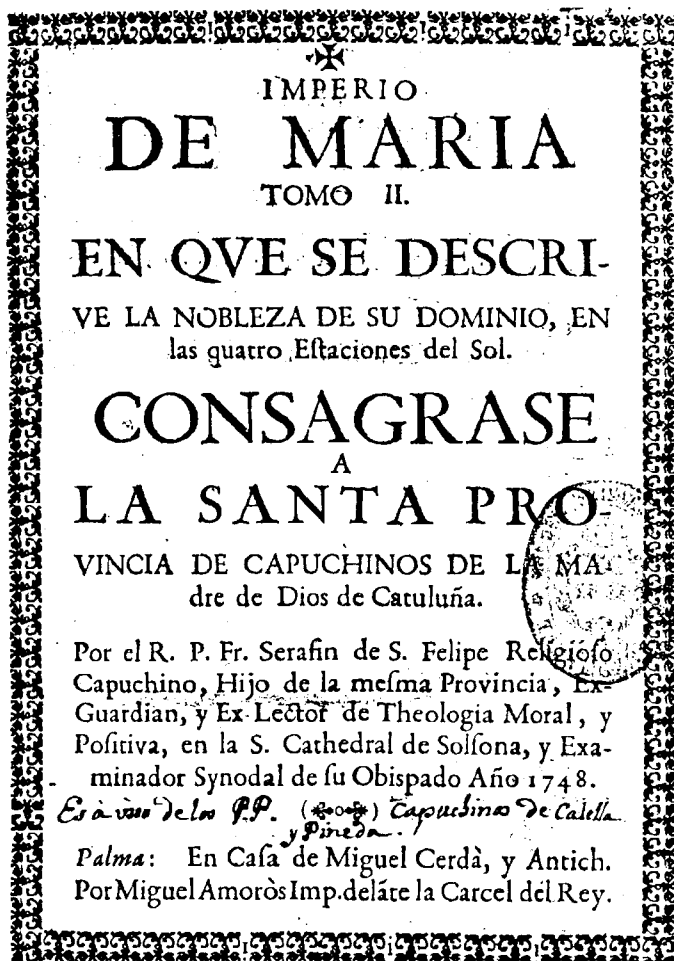 IMPERIO
DE MARIA
TOMO II.
EN QVE SE DESCRI-
VE LA NOBLEZA DE SU DOMINIO, EN
las quatro Eſtaciones del Sol.
CONSAGRASE
A
LA SANTA PRO-
VINCIA DE CAPUCHINOS DE LA MA-
dre de Dios de Catuluña.
Por el R. P. Fr. Serafin de S. Felipe Religioſo
Capuchino, Hijo de la meſma Provincia, Ex-
Guardian, y Ex-Lector de Theologia Moral, y
Poſitiva, en la S. Cathedral de Solſona, y Exa-
minador Synodal de ſu Obispado Año 1748.
Es à uso de los P.P. Capuchinos de Calella
y Pineda.
Palma: En Caſa de Miguel Cerdà, y Antich.
Por Miguel Amoròs Imp. delãte la Carcel del Rey.